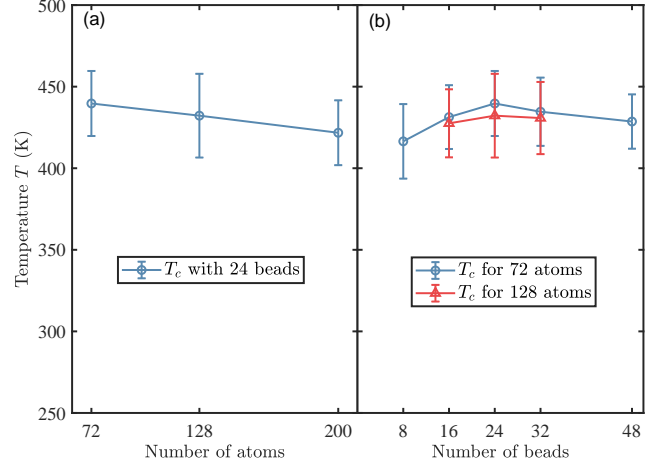 (a)
(b)
500
450
400
350
300
250
Temperature T (K)
T_c with 24 beads
T_c for 72 atoms
T_c for 128 atoms
72 128 200
8 16 24 32 48
Number of atoms
Number of beads